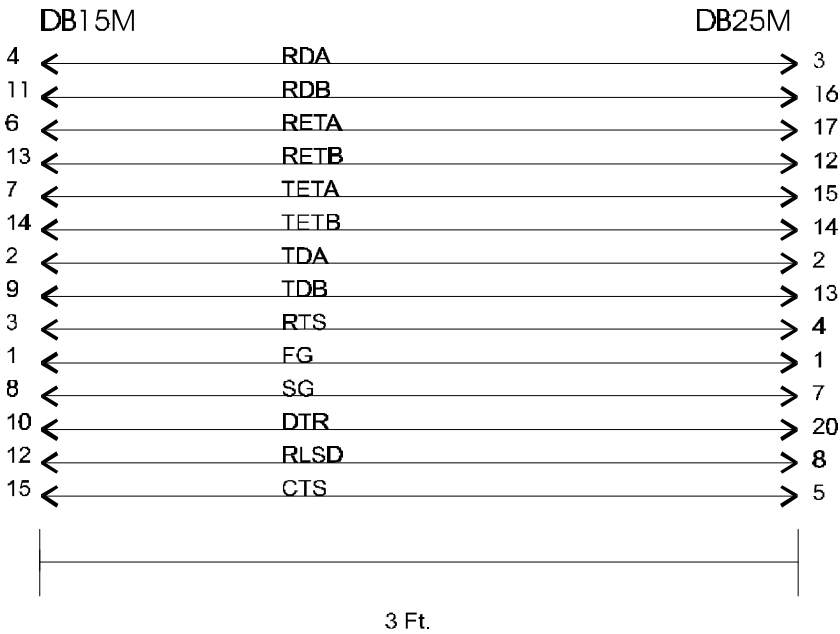 DB15M DB25M
4 RDA 3
11 RDB 16
6 RETA 17
13 RETB 12
7 TETA 15
14 TETB 14
2 TDA 2
9 TDB 13
3 RTS 4
1 FG 1
8 SG 7
10 DTR 20
12 RLSD 8
15 CTS 5
3 Ft.